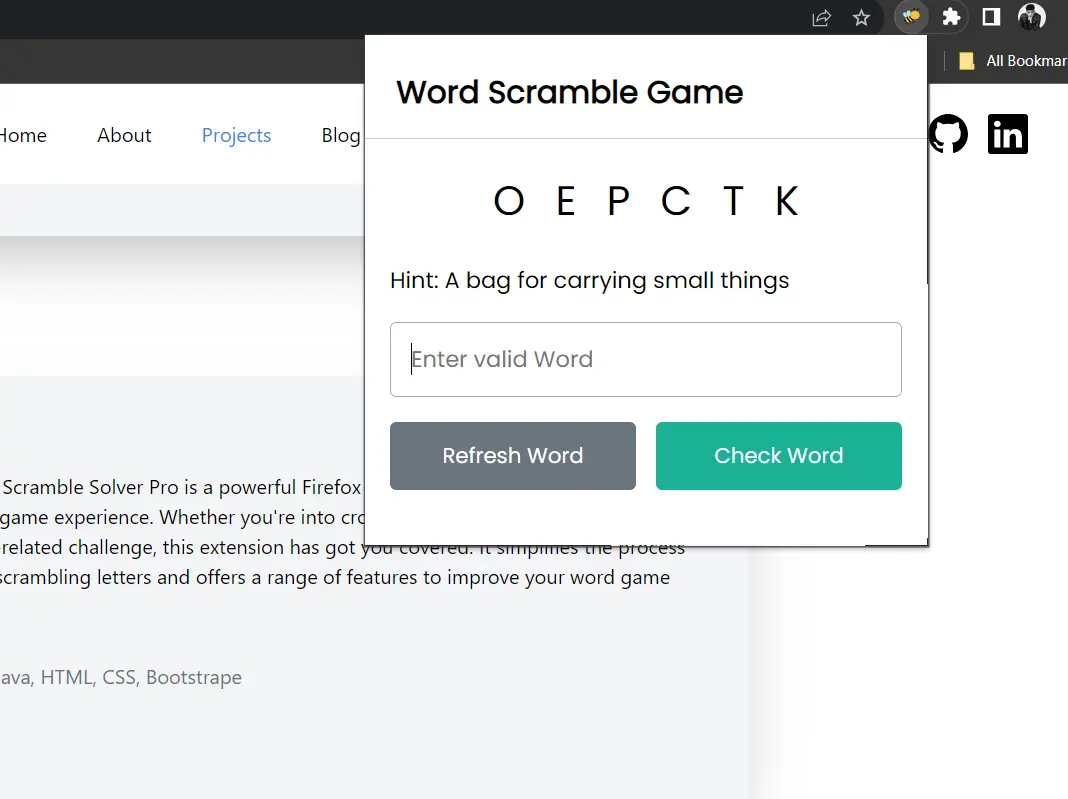 All Bookmar
Word Scramble Game
Home About Projects Blog
in
O E P C T K
Hint: A bag for carrying small things
Enter valid Word
Refresh Word Check Word
Scramble Solver Pro is a powerful Firefox
game experience. Whether you're into cro
related challenge, this extension has got you covered. It simplifies the process
scrambling letters and offers a range of features to improve your word game
ava, HTML, CSS, Bootstrape